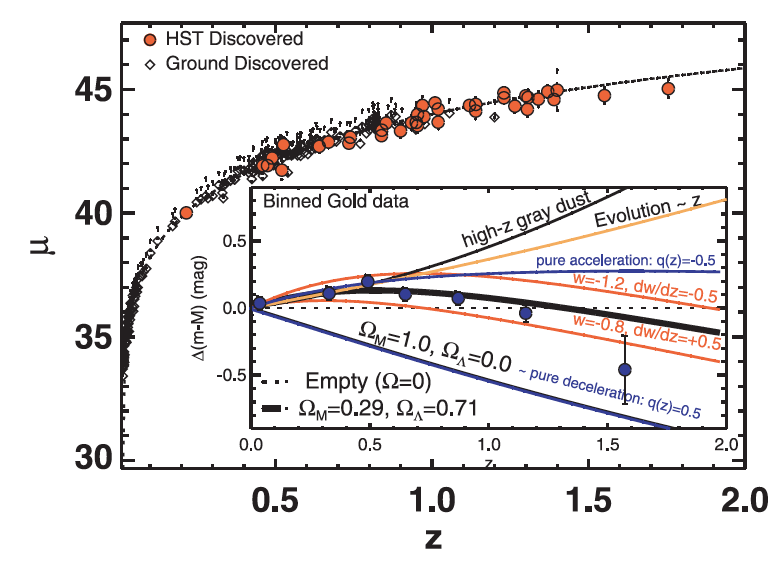 HST Discovered
Ground Discovered
45
40
35
30
μ
0.5
1.0
1.5
2.0
z
Binned Gold data
high-z gray dust
Evolution ~ z
pure acceleration: q(z)=-0.5
w=-1.2, dw/dz=-0.5
w=-0.8, dw/dz=+0.5
Ω_M=1.0, Ω_Λ=0.0
~ pure deceleration: q(z)=0.5
Empty (Ω=0)
Ω_M=0.29, Ω_Λ=0.71
Δ(m-M) (mag)
0.5
0.0
-0.5
0.0
0.5
1.0
1.5
2.0
z